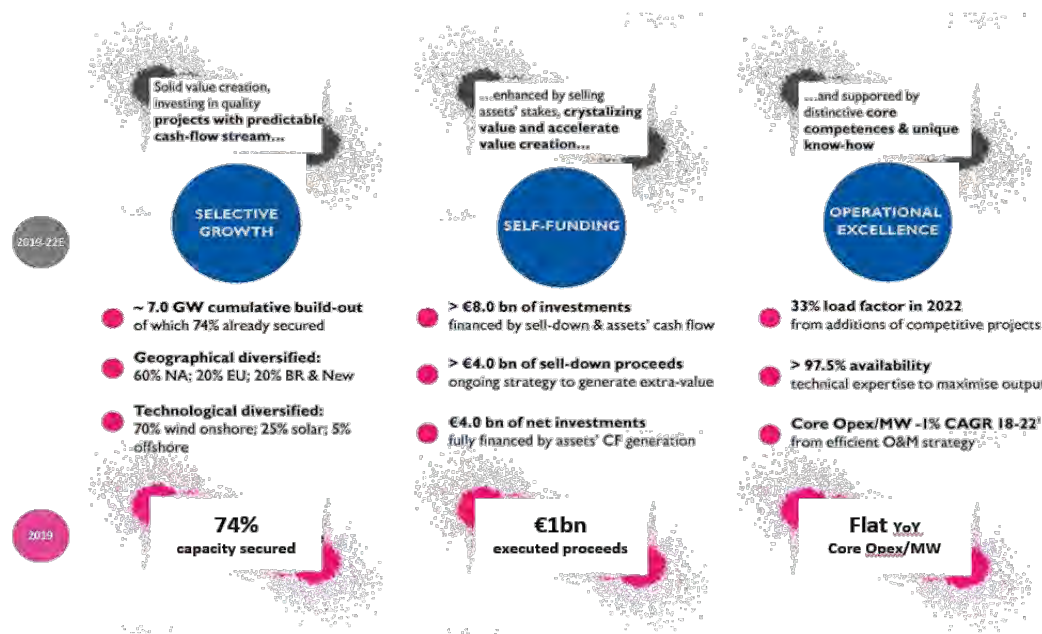 Solid value creation,
investing in quality
projects with predictable
cash-flow stream...
...enhanced by selling
assets' stakes, crystalizing
value and accelerate
value creation...
...and supported by
distinctive core
competences & unique
know-how
2019-22E
SELECTIVE
GROWTH
SELF-FUNDING
OPERATIONAL
EXCELLENCE
~ 7.0 GW cumulative build-out
of which 74% already secured
Geographical diversified:
60% NA; 20% EU; 20% BR & New
Technological diversified:
70% wind onshore; 25% solar; 5%
offshore
> €8.0 bn of investments
financed by sell-down & assets' cash flow
> €4.0 bn of sell-down proceeds
ongoing strategy to generate extra-value
€4.0 bn of net investments
fully financed by assets' CF generation
33% load factor in 2022
from additions of competitive projects
> 97.5% availability
technical expertise to maximise output
Core Opex/MW -1% CAGR 18-22¹
from efficient O&M strategy
2019
74%
capacity secured
€1bn
executed proceeds
Flat YoY
Core Opex/MW